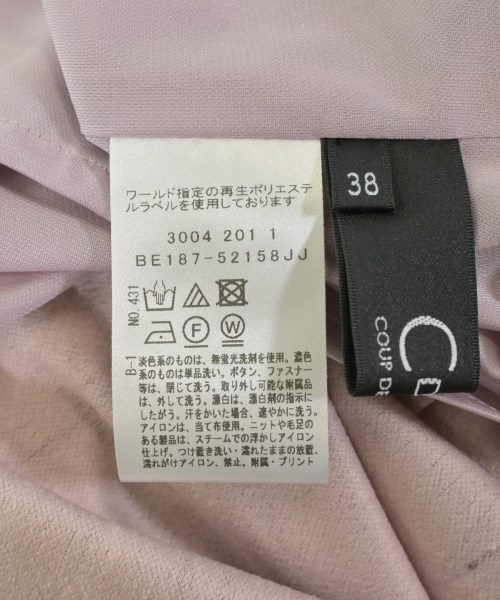 ワールド指定の再生ポリエステ
ルラベルを使用しております
3004 201 1
BE187-52158JJ
NO.431
F
W
B-1
淡色系のものは、無蛍光洗剤を使用。濃色
系のものは単品洗い。ボタン、ファスナー
等は、閉じて洗う。取り外し可能な附属品
は、外して洗う。漂白は、漂白剤の指示に
したがう。汗をかいた場合、速やかに洗う。
アイロンは、当て布使用。ニットや毛足の
ある製品は、スチームでの浮かしアイロン
仕上げ。つけ置き洗い・濡れたままの放置、
濡れがけアイロン、禁止。附属・プリント
38
COUP DE